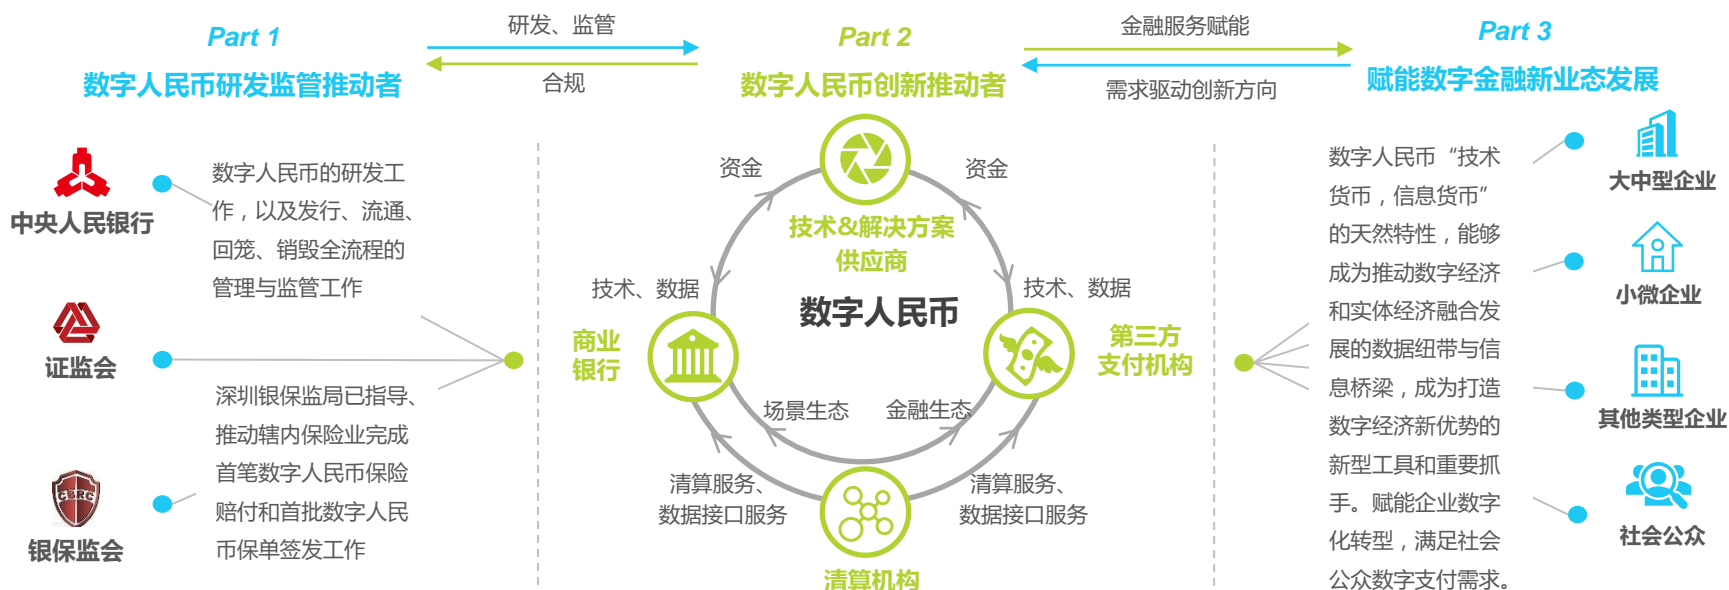 Part 1
数字人民币研发监管推动者
研发、监管
合规
Part 2
数字人民币创新推动者
金融服务赋能
需求驱动创新方向
Part 3
赋能数字金融新业态发展
中央人民银行
数字人民币的研发工
作，以及发行、流通、
回笼、销毁全流程的
管理与监管工作
证监会
深圳银保监局已指导、
推动辖内保险业完成
首笔数字人民币保险
赔付和首批数字人民
币保单签发工作
CBRC
银保监会
资金
资金
技术&解决方案
供应商
数字人民币
技术、数据
技术、数据
商业
银行
第三方
支付机构
场景生态
金融生态
清算服务、
数据接口服务
清算服务、
数据接口服务
清算机构
数字人民币“技术
货币，信息货币”
的天然特性，能够
成为推动数字经济
和实体经济融合发
展的数据纽带与信
息桥梁，成为打造
数字经济新优势的
新型工具和重要抓
手。赋能企业数字
化转型，满足社会
公众数字支付需求。
大中型企业
小微企业
其他类型企业
社会公众